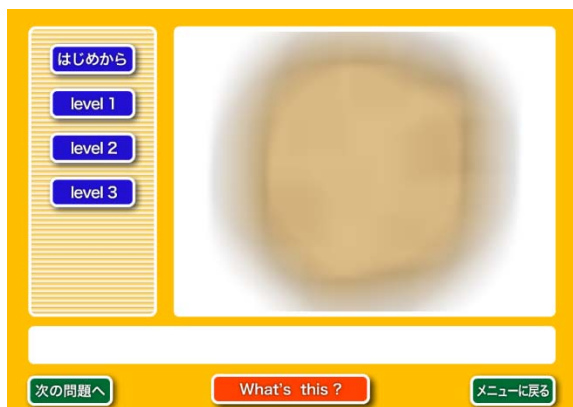 はじめから
level 1
level 2
level 3
次の問題へ
What's this ?
メニューに戻る